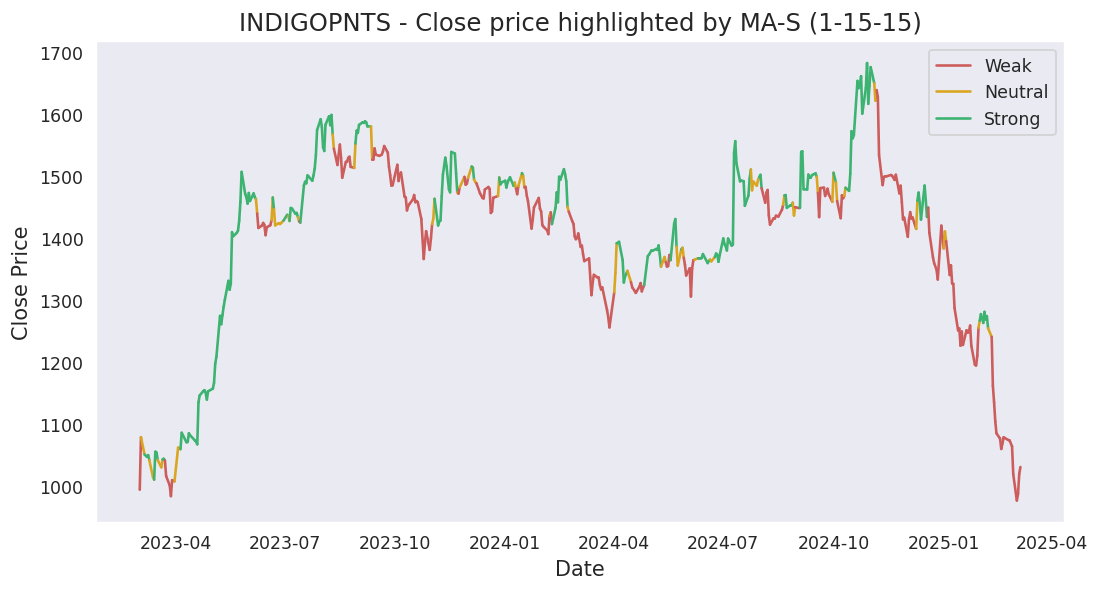 INDIGOPNTS - Close price highlighted by MA-S (1-15-15)
Weak
Neutral
Strong
Close Price
1700
1600
1500
1400
1300
1200
1100
1000
2023-04 2023-07 2023-10 2024-01 2024-04 2024-07 2024-10 2025-01 2025-04
Date